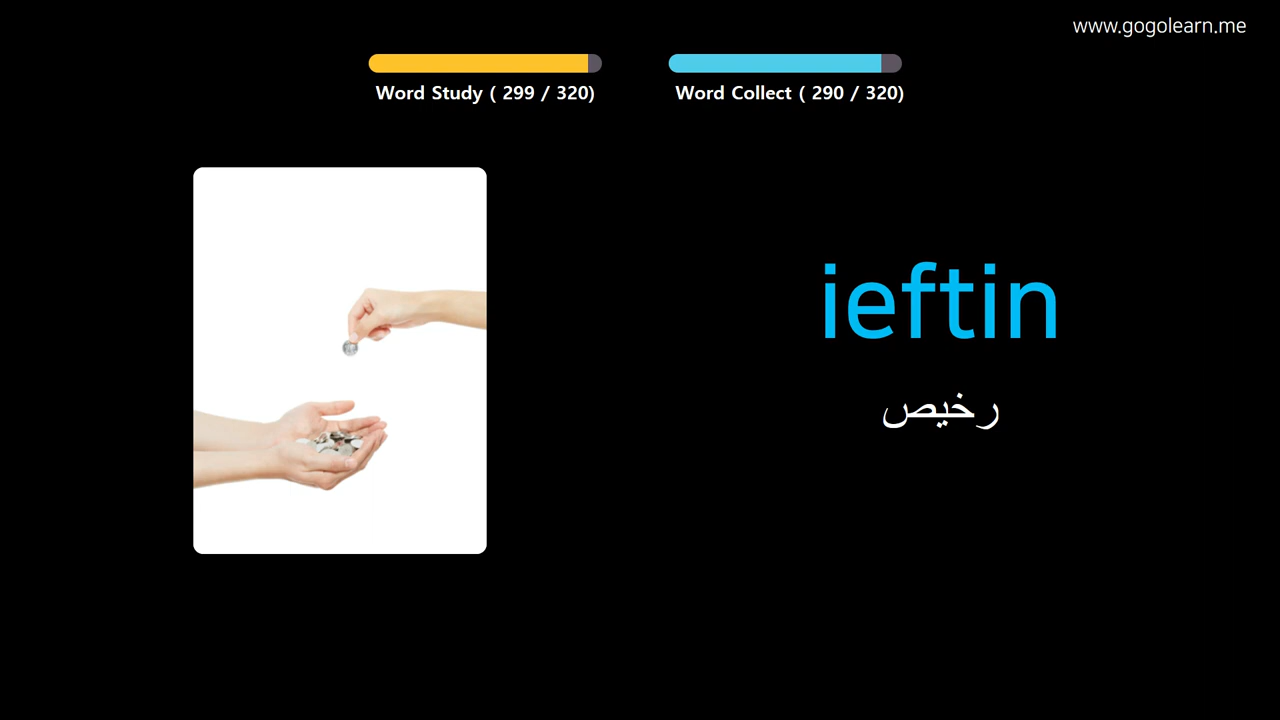 www.gogolearn.me
Word Study ( 299 / 320)
Word Collect ( 290 / 320)
ieftin
رخيص